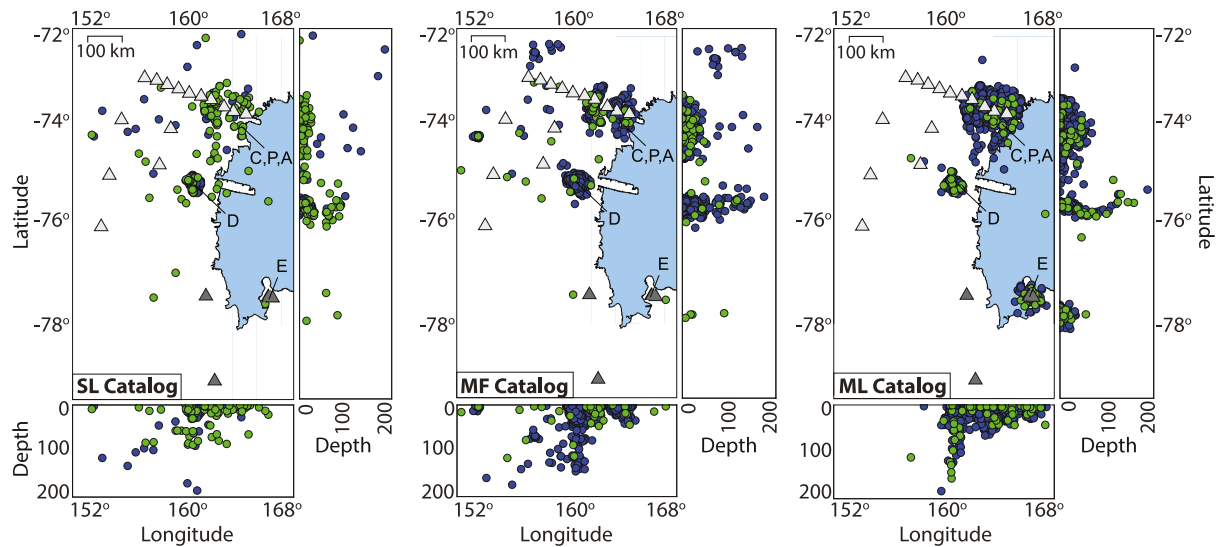 152° 160° 168°
152° 160° 168°
152° 160° 168°
-72°
100 km
-72°
100 km
-72°
100 km
-72°
-74°
-74°
-74°
-74°
C,P,A
C,P,A
C,P,A
Latitude
-76°
D
-76°
D
-76°
D
-76°
Latitude
E
E
E
-78°
-78°
-78°
-78°
SL Catalog
MF Catalog
ML Catalog
0 100 200
Depth
0 100 200
Depth
0 100 200
Depth
Depth
0
100
200
0
100
200
0
100
200
152° 160° 168°
Longitude
152° 160° 168°
Longitude
152° 160° 168°
Longitude